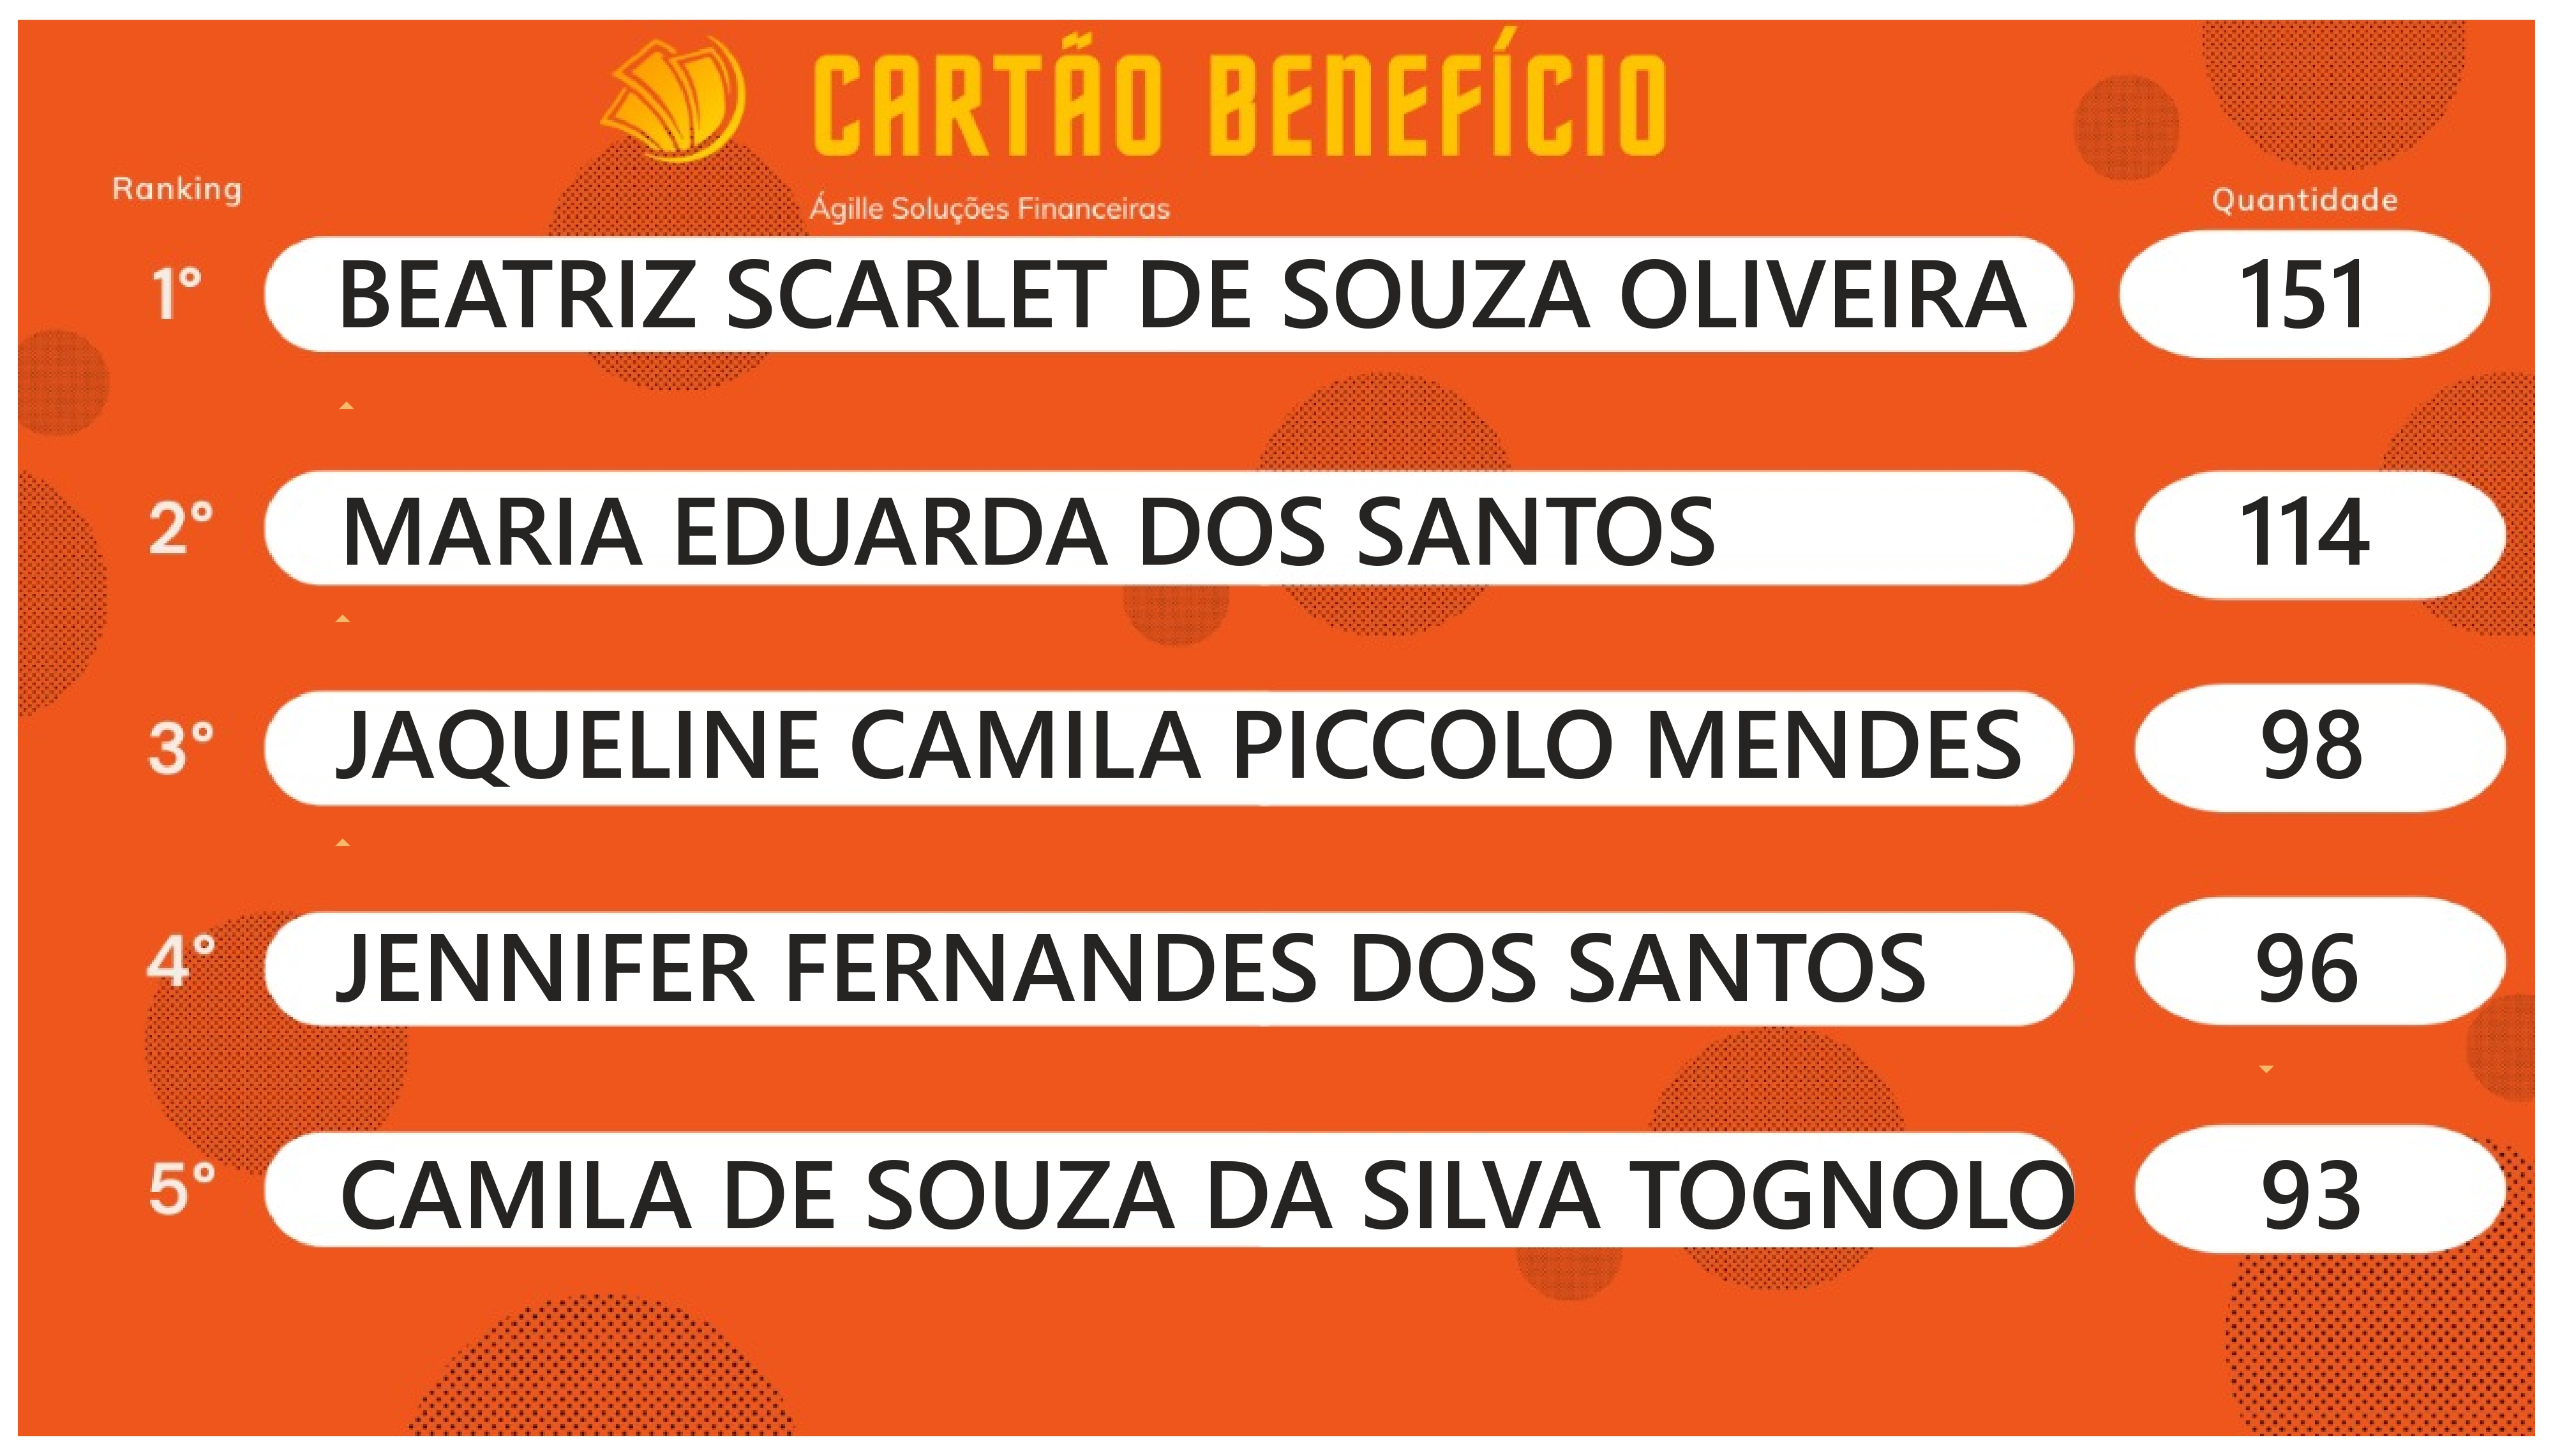 CARTÃO BENEFÍCIO
Ranking
Ágille Soluções Financeiras
Quantidade
1° BEATRIZ SCARLET DE SOUZA OLIVEIRA 151
2° MARIA EDUARDA DOS SANTOS 114
3° JAQUELINE CAMILA PICCOLO MENDES 98
4° JENNIFER FERNANDES DOS SANTOS 96
5° CAMILA DE SOUZA DA SILVA TOGNOLO 93